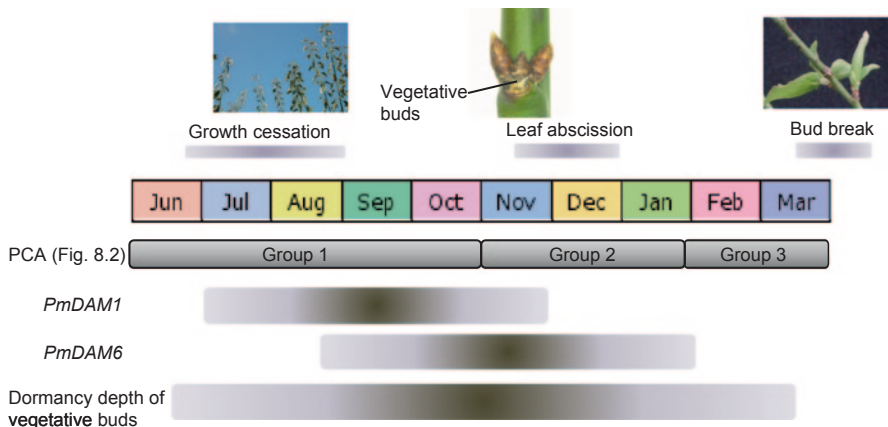 Vegetative
buds
Growth cessation
Leaf abscission
Bud break
Jun Jul Aug Sep Oct Nov Dec Jan Feb Mar
PCA (Fig. 8.2) Group 1 Group 2 Group 3
PmDAM1
PmDAM6
Dormancy depth of
vegetative buds